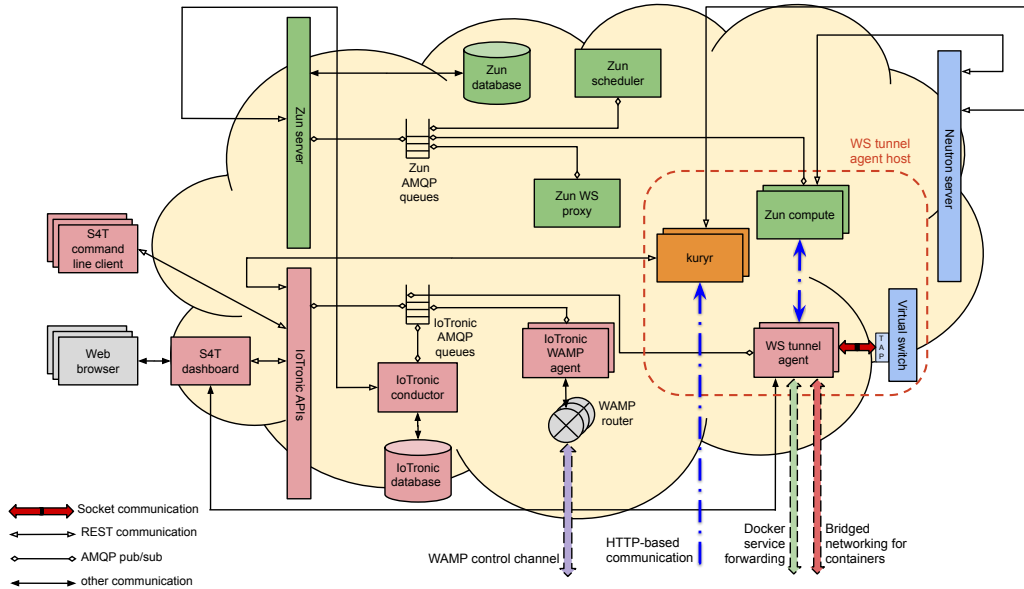 Zun server
Zun
database
Zun
scheduler
Neutron server
WS tunnel
agent host
Zun
AMQP
queues
Zun WS
proxy
Zun compute
S4T
command
line client
kuryr
IoTronic APIs
Virtual switch
TAP
IoTronic
AMQP
queues
IoTronic
WAMP
agent
WS tunnel
agent
Web
browser
S4T
dashboard
IoTronic
conductor
WAMP
router
IoTronic
database
Socket communication
REST communication
AMQP pub/sub
other communication
WAMP control channel
HTTP-based
communication
Docker
service
forwarding
Bridged
networking for
containers